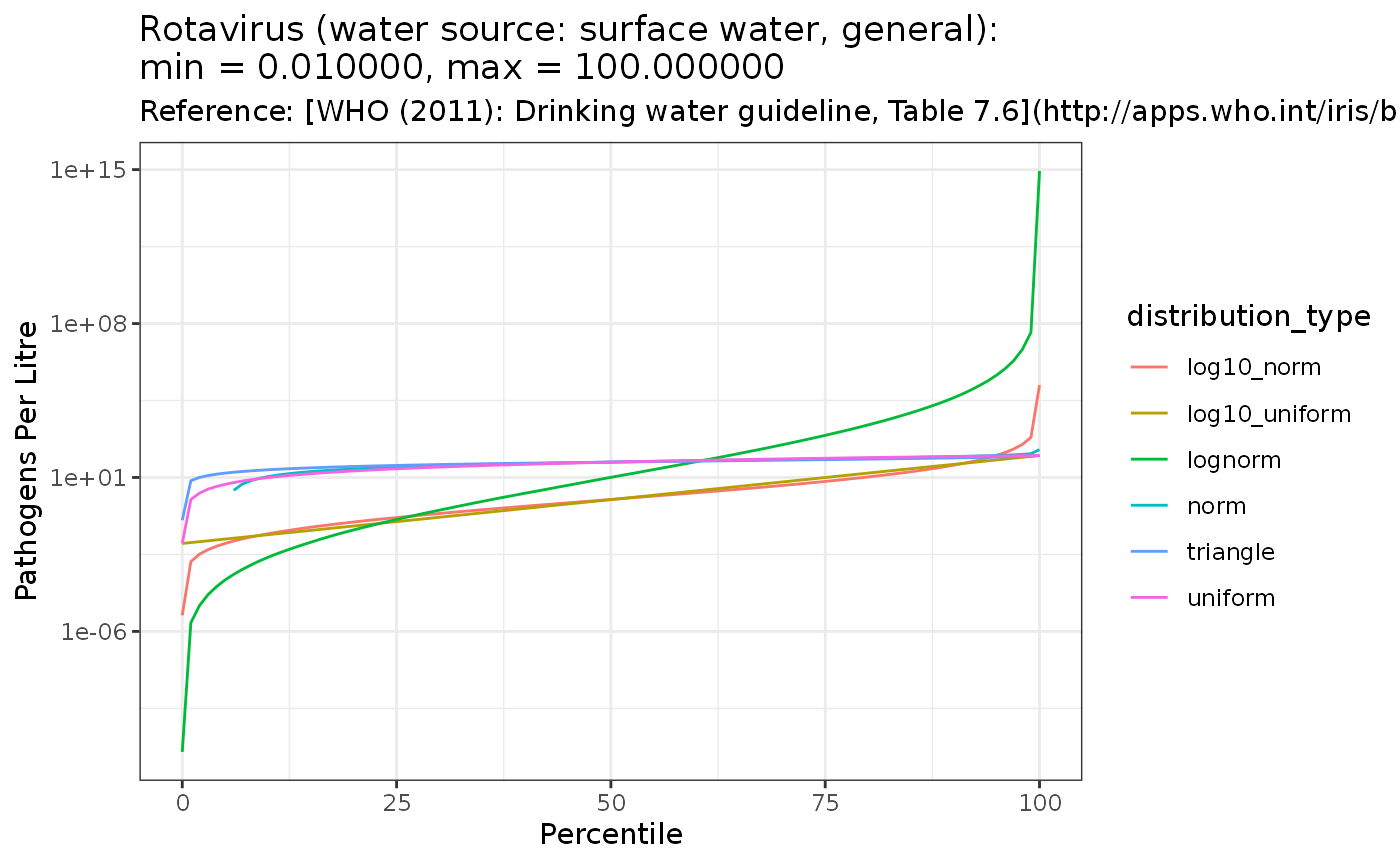 Rotavirus (water source: surface water, general):
min = 0.010000, max = 100.000000
Reference: [WHO (2011): Drinking water guideline, Table 7.6](http://apps.who.int/iris/b
1e+15
1e+08
1e+01
1e-06
Pathogens Per Litre
0 25 50 75 100
Percentile
distribution_type
log10_norm
log10_uniform
lognorm
norm
triangle
uniform